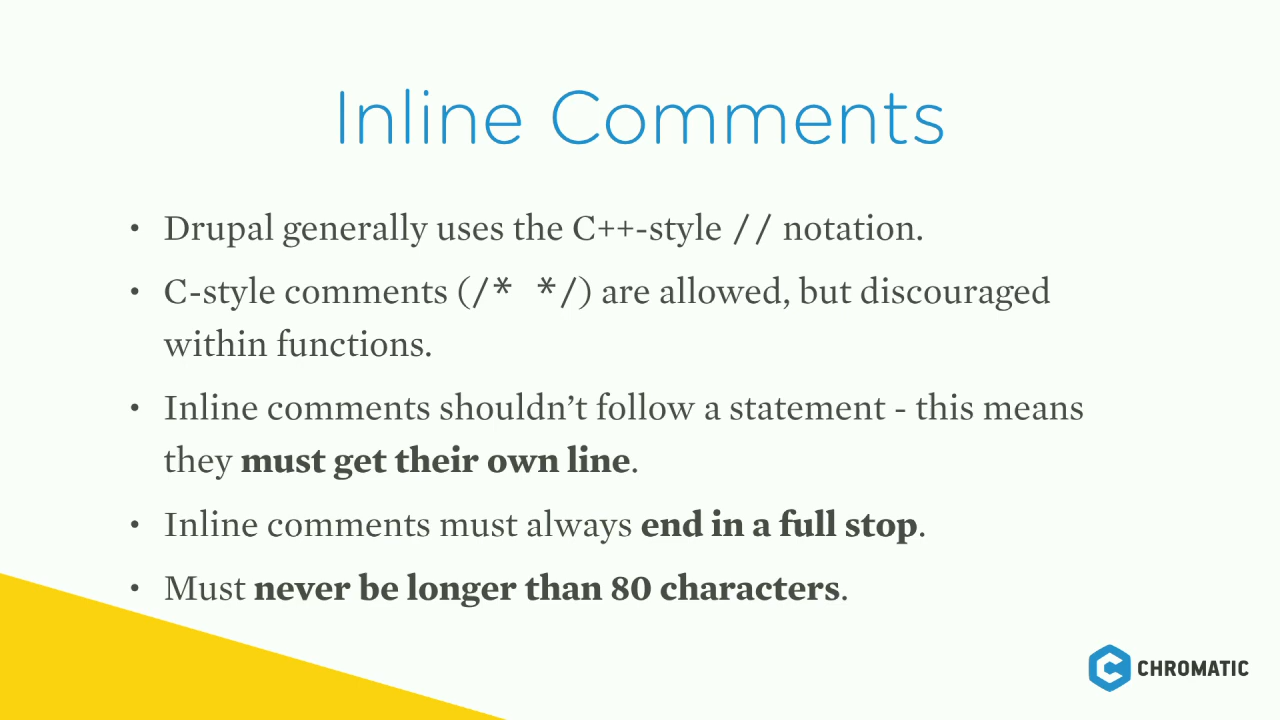 Inline Comments
• Drupal generally uses the C++-style // notation.
• C-style comments (/* */) are allowed, but discouraged
within functions.
• Inline comments shouldn’t follow a statement - this means
they must get their own line.
• Inline comments must always end in a full stop.
• Must never be longer than 80 characters.
CHROMATIC